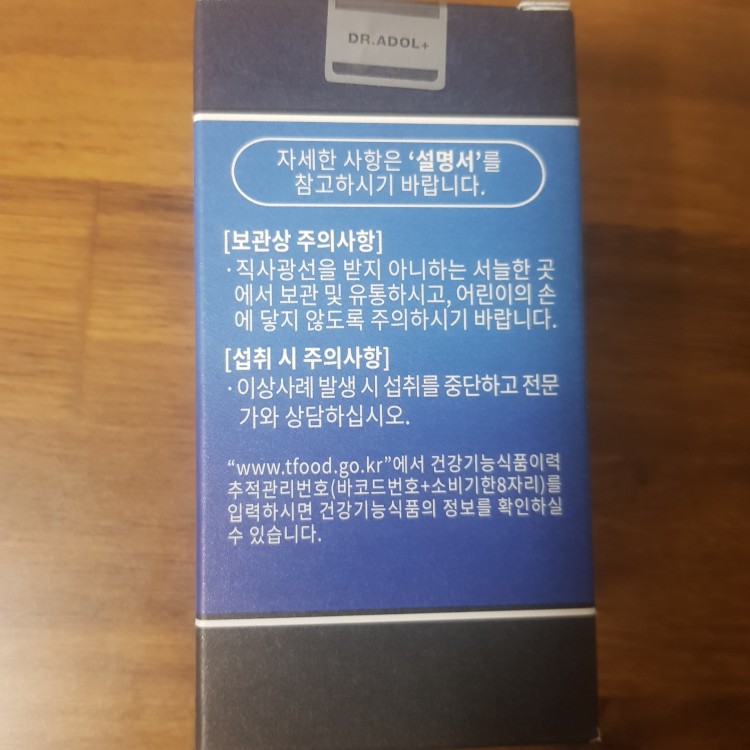 DR.ADOL+
자세한 사항은 ‘설명서’를
참고하시기 바랍니다.
[보관상 주의사항]
·직사광선을 받지 아니하는 서늘한 곳
에서 보관 및 유통하시고, 어린이의 손
에 닿지 않도록 주의하시기 바랍니다.
[섭취 시 주의사항]
·이상사례 발생 시 섭취를 중단하고 전문
가와 상담하십시오.
“www.tfood.go.kr”에서 건강기능식품이력
추적관리번호(바코드번호+소비기한8자리)를
입력하시면 건강기능식품의 정보를 확인하실
수 있습니다.